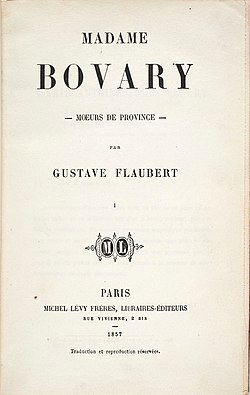 MADAME
BOVARY
— MŒURS DE PROVINCE —
PAR
GUSTAVE FLAUBERT
I
ML
PARIS
MICHEL LÉVY FRÈRES, LIBRAIRES-ÉDITEURS
RUE VIVIENNE, 2 BIS
—
1857
Traduction et reproduction réservées.